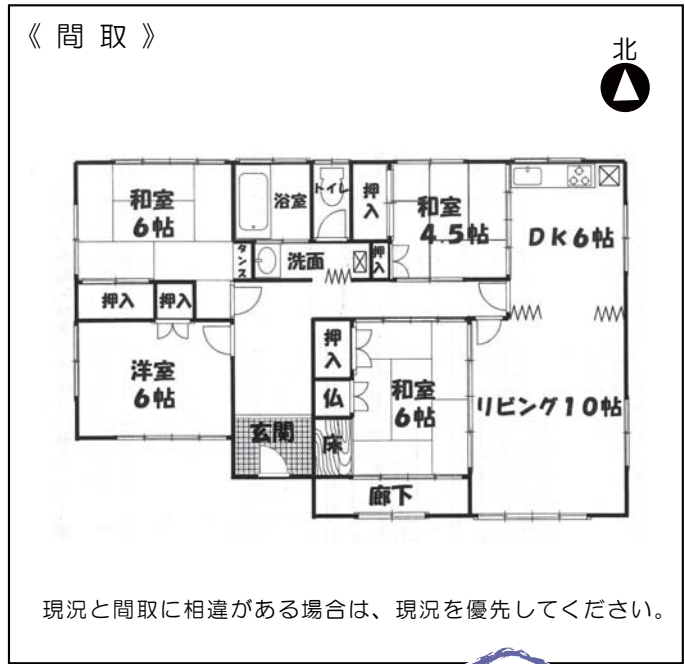 《 間 取 》
北
和室
6帖
浴室
トイレ
押入
和室
4.5帖
DK6帖
タンス
洗面
押入
押入
押入
洋室
6帖
押入
仏
床
和室
6帖
リビング10帖
玄関
廊下
現況と間取に相違がある場合は、現況を優先してください。